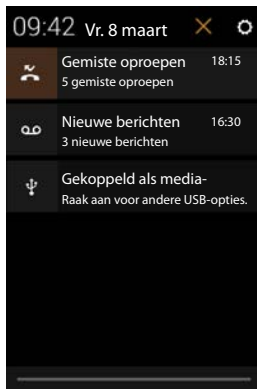 09:42 Vr. 8 maart
Gemiste oproepen 18:15
5 gemiste oproepen
Nieuwe berichten 16:30
3 nieuwe berichten
Gekoppeld als media-
Raak aan voor andere USB-opties.